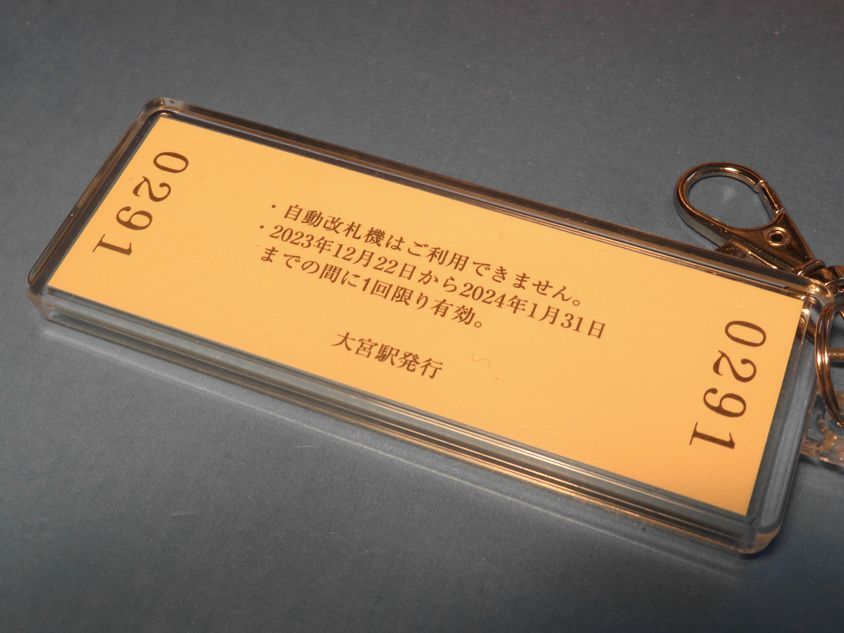 0291
・自動改札機はご利用できません。
・2023年12月22日から2024年1月31日
までの間に1回限り有効。
大宮駅発行
0291